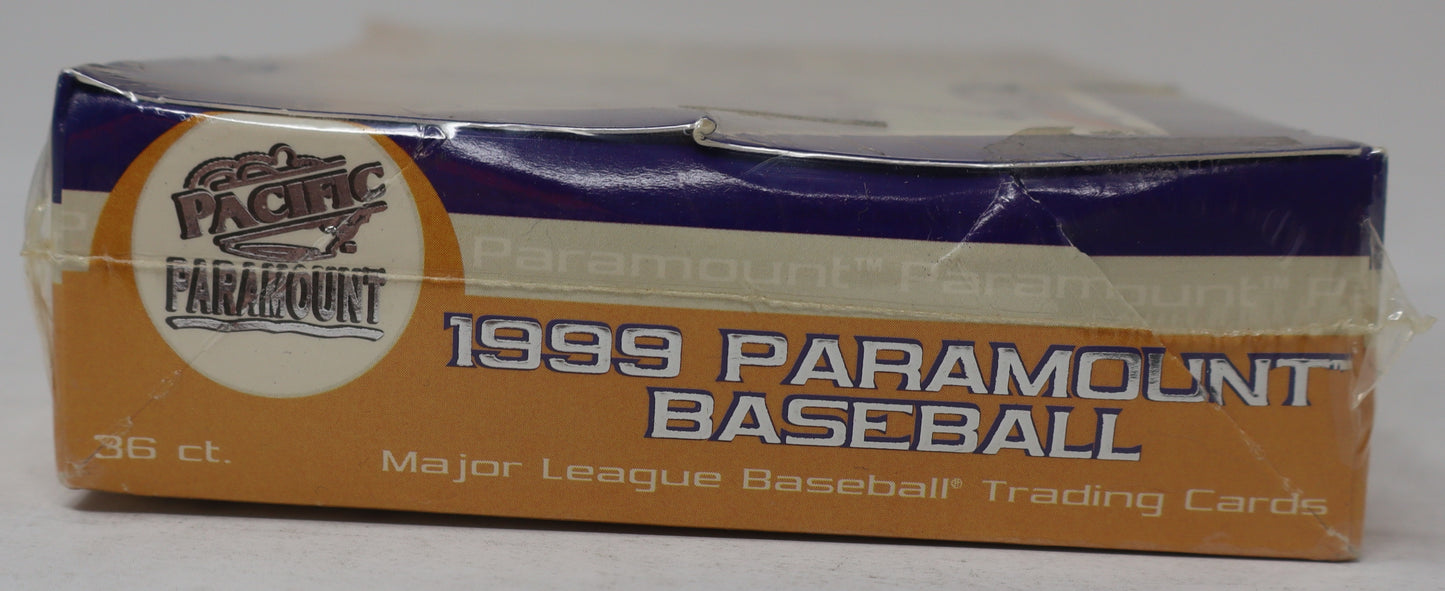 PACIFIC
PARAMOUNT
Paramount™ Paramount™
1999 PARAMOUNT™
BASEBALL
36 ct.
Major League Baseball® Trading Cards